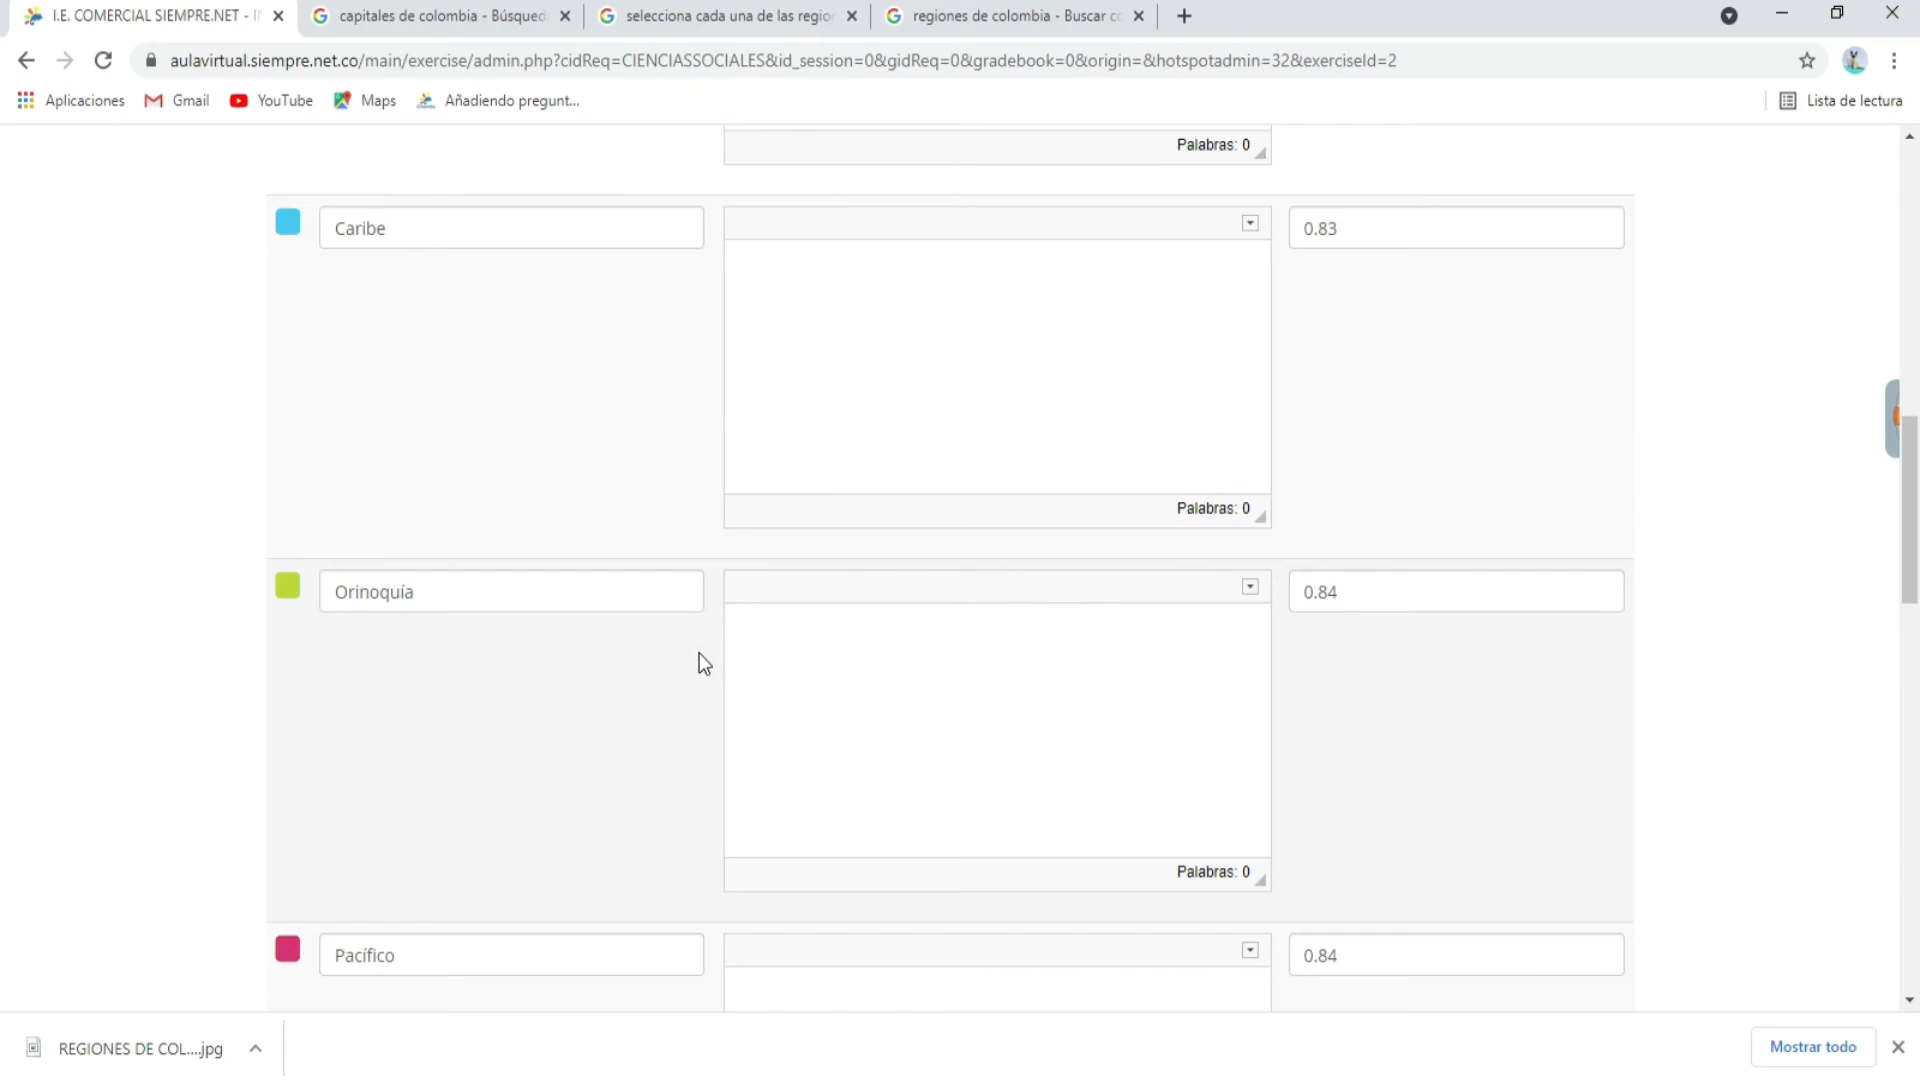 I.E. COMERCIAL SIEMPRE.NET - I
capitales de colombia - Búsqued
selecciona cada una de las region
regiones de colombia - Buscar co
aulavirtual.siempre.net.co/main/exercise/admin.php?cidReq=CIENCIASSOCIALES&id_session=0&gidReq=0&gradebook=0&origin=&hotspotadmin=32&exerciseId=2
Aplicaciones
Gmail
YouTube
Maps
Añadiendo pregunt...
Lista de lectura
Palabras: 0
Caribe
0.83
Palabras: 0
Orinoquía
0.84
Palabras: 0
Pacífico
0.84
REGIONES DE COL....jpg
Mostrar todo